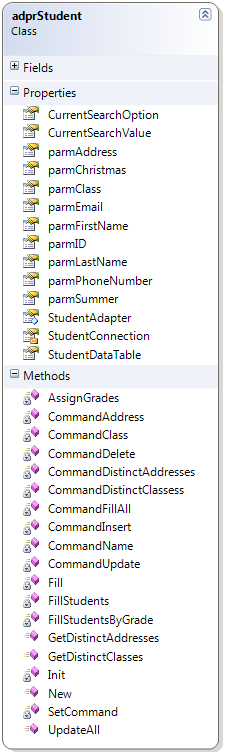 adprStudent
Class
Fields
Properties
CurrentSearchOption
CurrentSearchValue
parmAddress
parmChristmas
parmClass
parmEmail
parmFirstName
parmID
parmLastName
parmPhoneNumber
parmSummer
StudentAdapter
StudentConnection
StudentDataTable
Methods
AssignGrades
CommandAddress
CommandClass
CommandDelete
CommandDistinctAddresses
CommandDistinctClassess
CommandFillAll
CommandInsert
CommandName
CommandUpdate
Fill
FillStudents
FillStudentsByGrade
GetDistinctAddresses
GetDistinctClasses
Init
New
SetCommand
UpdateAll